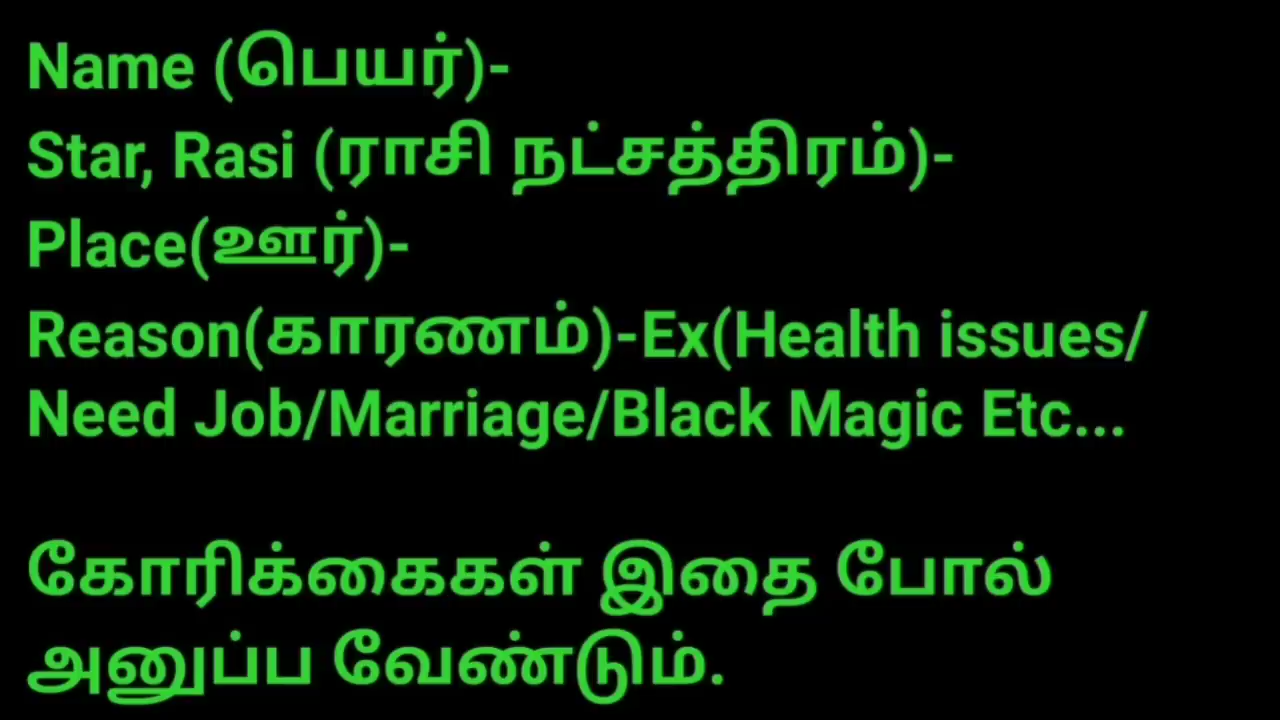 Name (பெயர்)-
Star, Rasi (ராசி நட்சத்திரம்)-
Place(ஊர்)-
Reason(காரணம்)-Ex(Health issues/
Need Job/Marriage/Black Magic Etc...
கோரிக்கைகள் இதை போல்
அனுப்ப வேண்டும்.